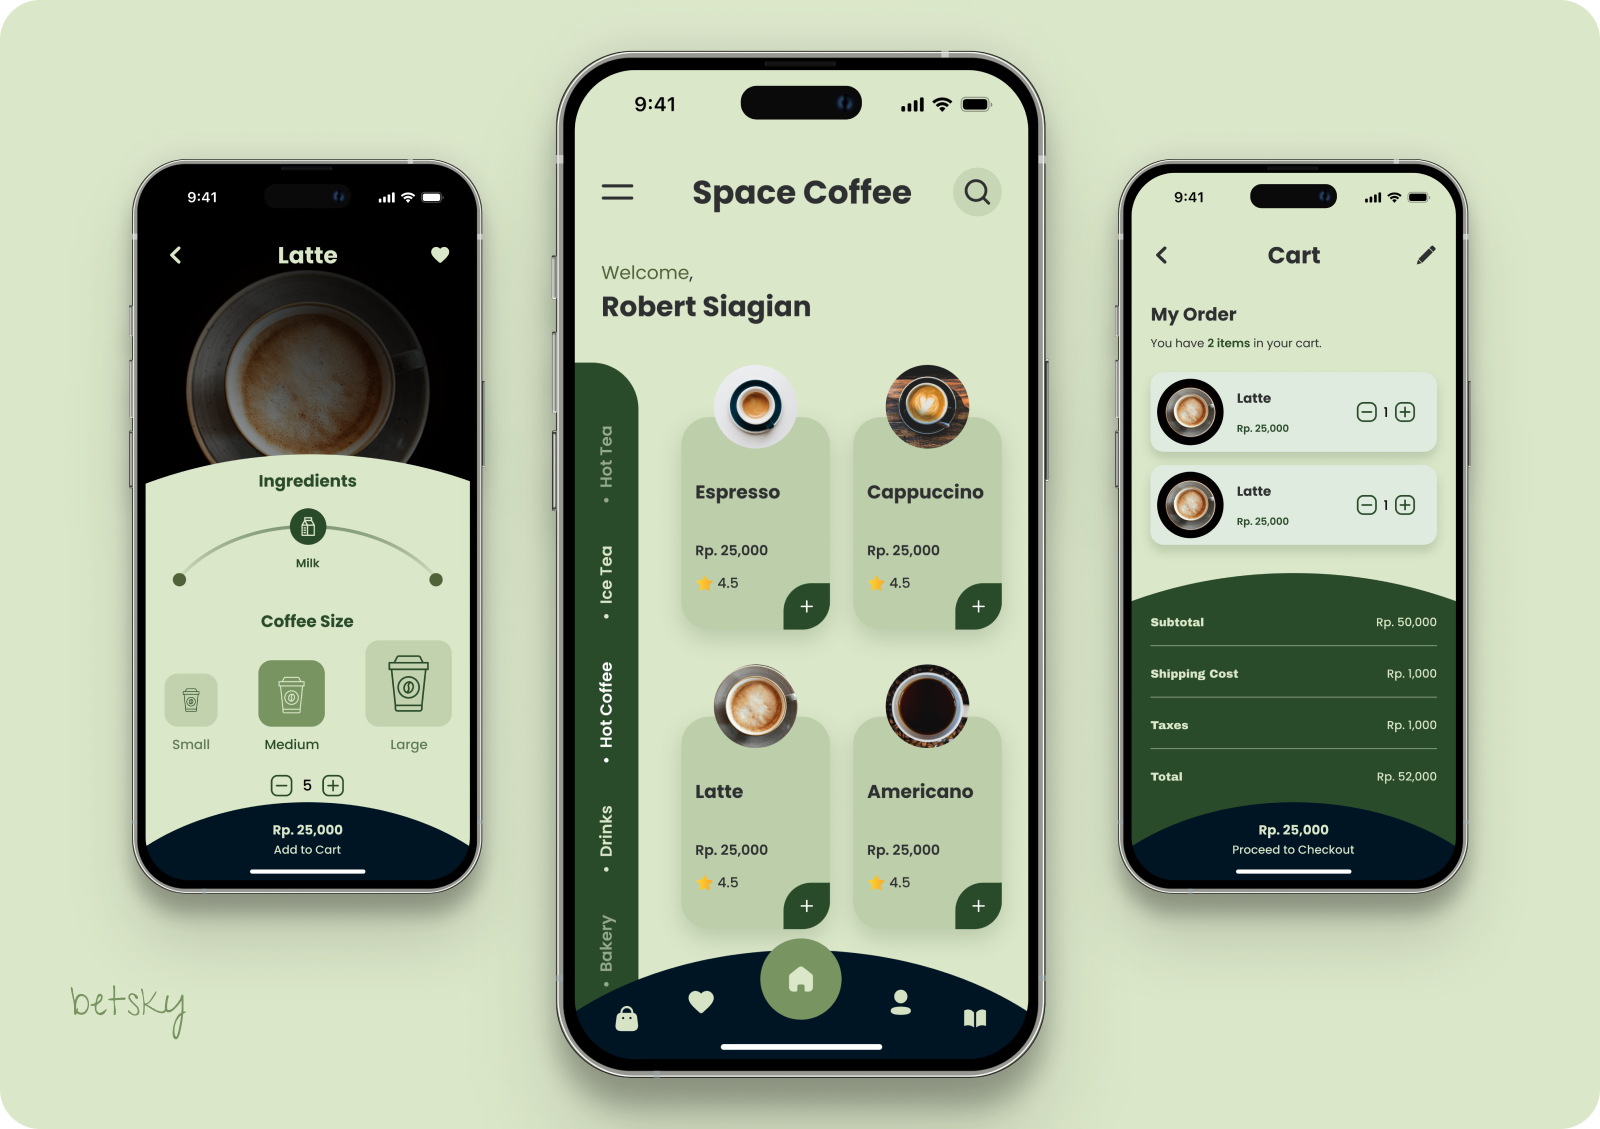 9:41
Latte
Ingredients
Milk
Coffee Size
Small
Medium
Large
5
Rp. 25,000
Add to Cart
betsky
9:41
Space Coffee
Welcome,
Robert Siagian
Hot Tea
Ice Tea
Hot Coffee
Drinks
Bakery
Espresso
Rp. 25,000
4.5
+
Cappuccino
Rp. 25,000
4.5
+
Latte
Rp. 25,000
4.5
+
Americano
Rp. 25,000
4.5
+
9:41
Cart
My Order
You have 2 items in your cart.
Latte
Rp. 25,000
1
Latte
Rp. 25,000
1
Subtotal Rp. 50,000
Shipping Cost Rp. 1,000
Taxes Rp. 1,000
Total Rp. 52,000
Rp. 25,000
Proceed to Checkout